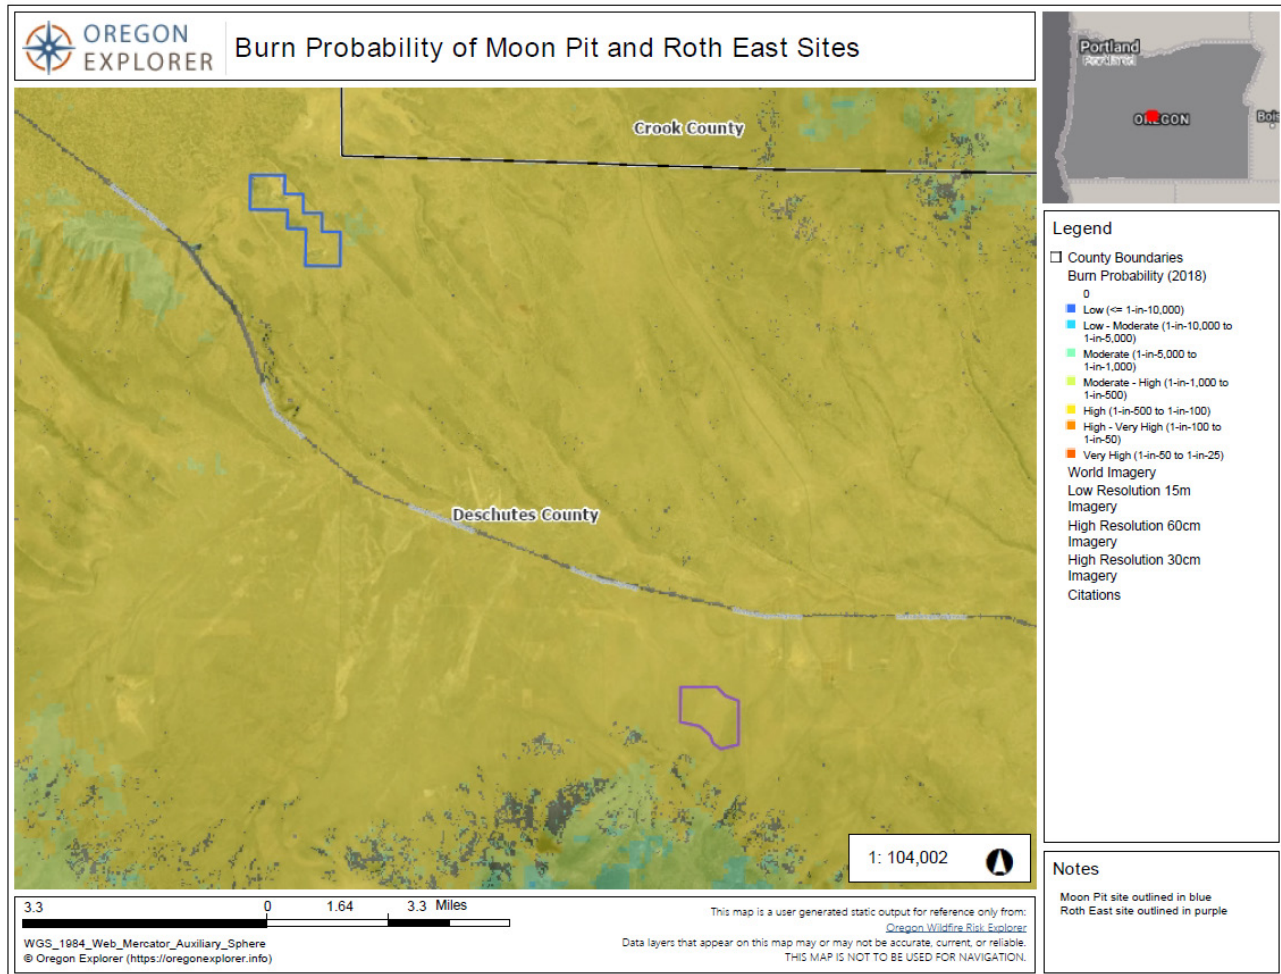 OREGON
EXPLORER
Burn Probability of Moon Pit and Roth East Sites
Portland
Portland
OREGON
Bois
Crook County
Deschutes County
1: 104,002
Legend
County Boundaries
Burn Probability (2018)
0
Low (<= 1-in-10,000)
Low - Moderate (1-in-10,000 to
1-in-5,000)
Moderate (1-in-5,000 to
1-in-1,000)
Moderate - High (1-in-1,000 to
1-in-500)
High (1-in-500 to 1-in-100)
High - Very High (1-in-100 to
1-in-50)
Very High (1-in-50 to 1-in-25)
World Imagery
Low Resolution 15m
Imagery
High Resolution 60cm
Imagery
High Resolution 30cm
Imagery
Citations
Notes
Moon Pit site outlined in blue
Roth East site outlined in purple
3.3 0 1.64 3.3 Miles
WGS_1984_Web_Mercator_Auxiliary_Sphere
© Oregon Explorer (https://oregonexplorer.info)
This map is a user generated static output for reference only from:
Oregon Wildfire Risk Explorer
Data layers that appear on this map may or may not be accurate, current, or reliable.
THIS MAP IS NOT TO BE USED FOR NAVIGATION.